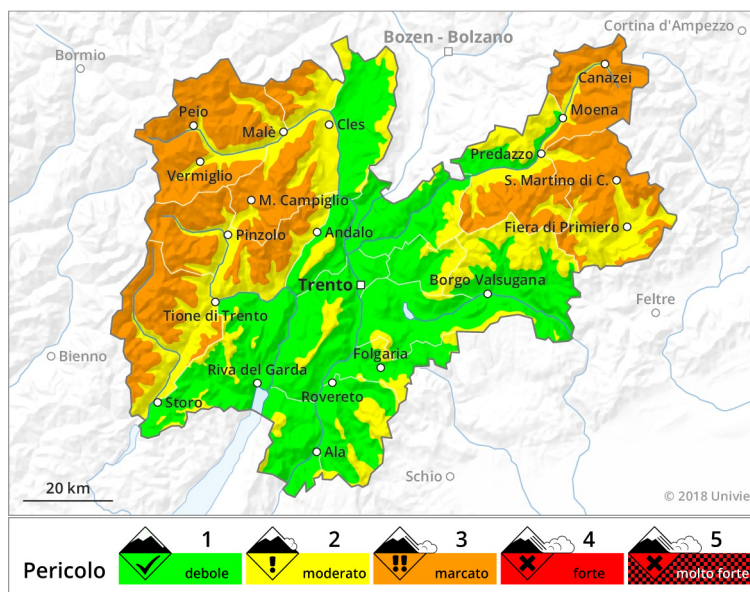 Cortina d'Ampezzo
Bozen - Bolzano
Bormio
Canazei
Peio
Moena
Malè
Cles
Predazzo
Vermiglio
S. Martino di C.
M. Campiglio
Fiera di Primiero
Pinzolo
Andalo
Trento
Borgo Valsugana
Tione di Trento
Feltre
Bienno
Folgaria
Riva del Garda
Rovereto
Storo
Ala
Schio
20 km
© 2018 Univie
Pericolo
1
debole
2
moderato
3
marcato
4
forte
5
molto forte